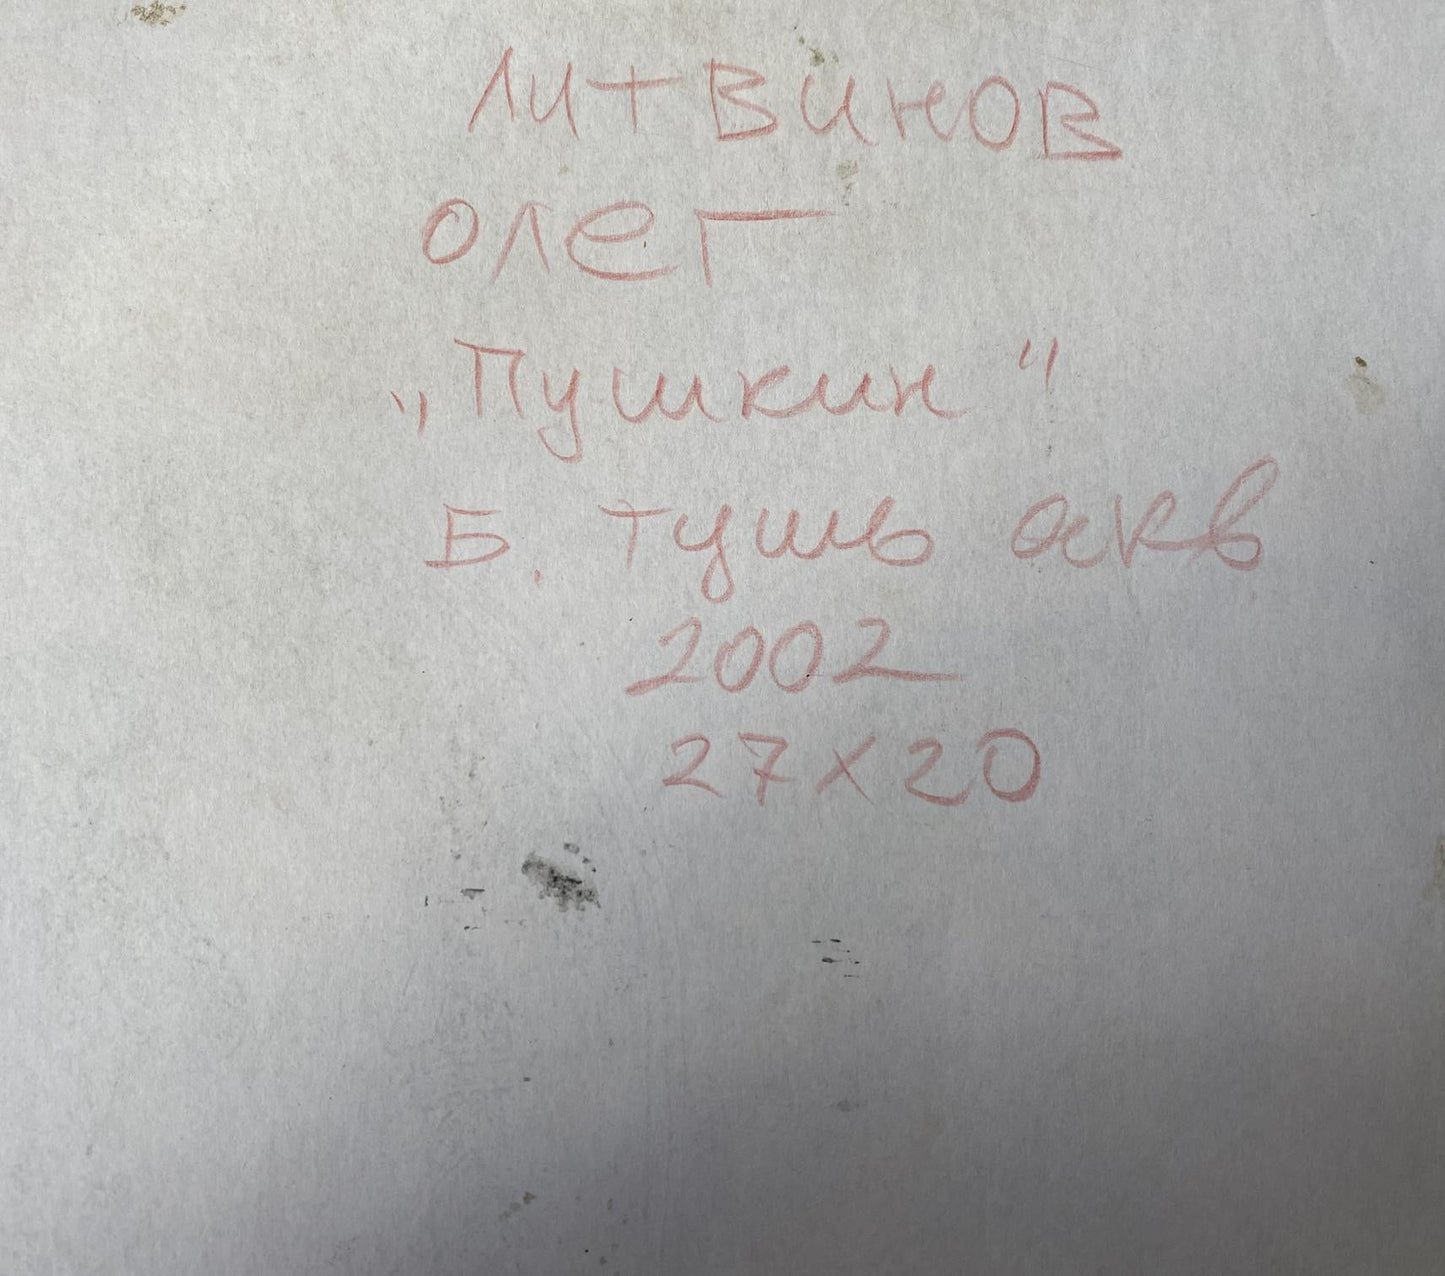 Литвинов
Олег
„Пушкин“
Б. тушь акв
2002
27x20